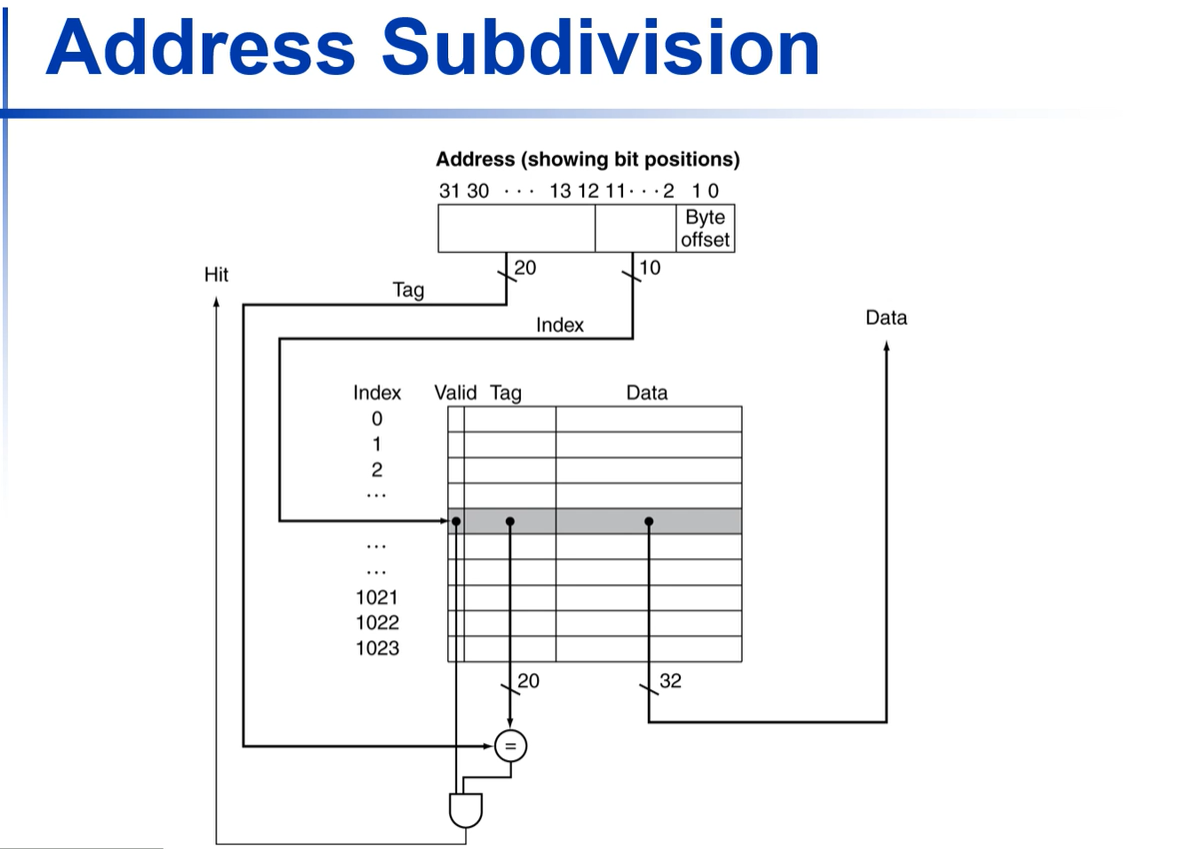 Address Subdivision
Address (showing bit positions)
31 30 · · · 13 12 11 · · · 2 1 0
Byte
offset
20
10
Hit
Tag
Index
Data
Index Valid Tag Data
0
1
2
...
...
...
1021
1022
1023
20
32
=